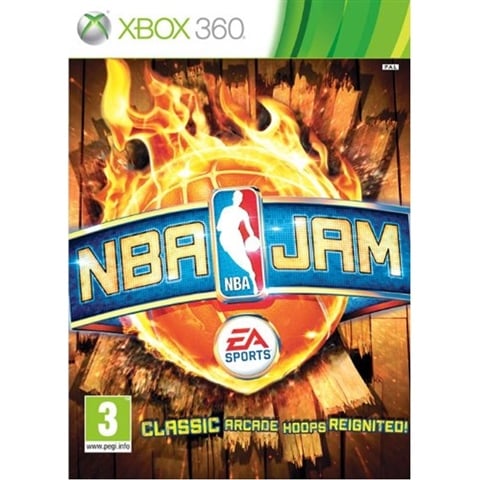 XBOX 360
PAL
NBA JAM
NBA
EA
SPORTS
3
www.pegi.info
CLASSIC ARCADE HOOPS REIGNITED!